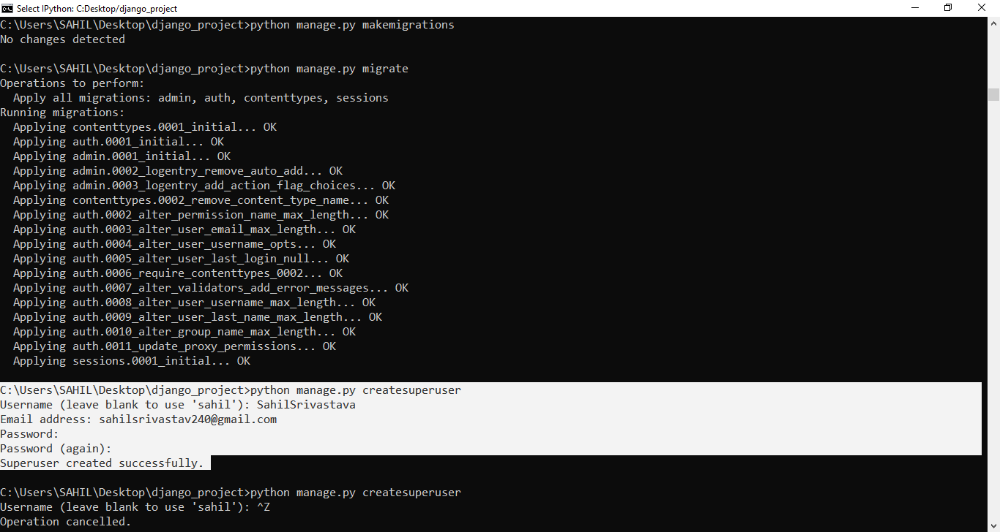 Select IPython: C:Desktop/django_project
C:\Users\SAHIL\Desktop\django_project>python manage.py makemigrations
No changes detected
C:\Users\SAHIL\Desktop\django_project>python manage.py migrate
Operations to perform:
  Apply all migrations: admin, auth, contenttypes, sessions
Running migrations:
  Applying contenttypes.0001_initial... OK
  Applying auth.0001_initial... OK
  Applying admin.0001_initial... OK
  Applying admin.0002_logentry_remove_auto_add... OK
  Applying admin.0003_logentry_add_action_flag_choices... OK
  Applying contenttypes.0002_remove_content_type_name... OK
  Applying auth.0002_alter_permission_name_max_length... OK
  Applying auth.0003_alter_user_email_max_length... OK
  Applying auth.0004_alter_user_username_opts... OK
  Applying auth.0005_alter_user_last_login_null... OK
  Applying auth.0006_require_contenttypes_0002... OK
  Applying auth.0007_alter_validators_add_error_messages... OK
  Applying auth.0008_alter_user_username_max_length... OK
  Applying auth.0009_alter_user_last_name_max_length... OK
  Applying auth.0010_alter_group_name_max_length... OK
  Applying auth.0011_update_proxy_permissions... OK
  Applying sessions.0001_initial... OK
C:\Users\SAHIL\Desktop\django_project>python manage.py createsuperuser
Username (leave blank to use 'sahil'): SahilSrivastava
Email address: sahilsrivastav240@gmail.com
Password:
Password (again):
Superuser created successfully.
C:\Users\SAHIL\Desktop\django_project>python manage.py createsuperuser
Username (leave blank to use 'sahil'): ^Z
Operation cancelled.